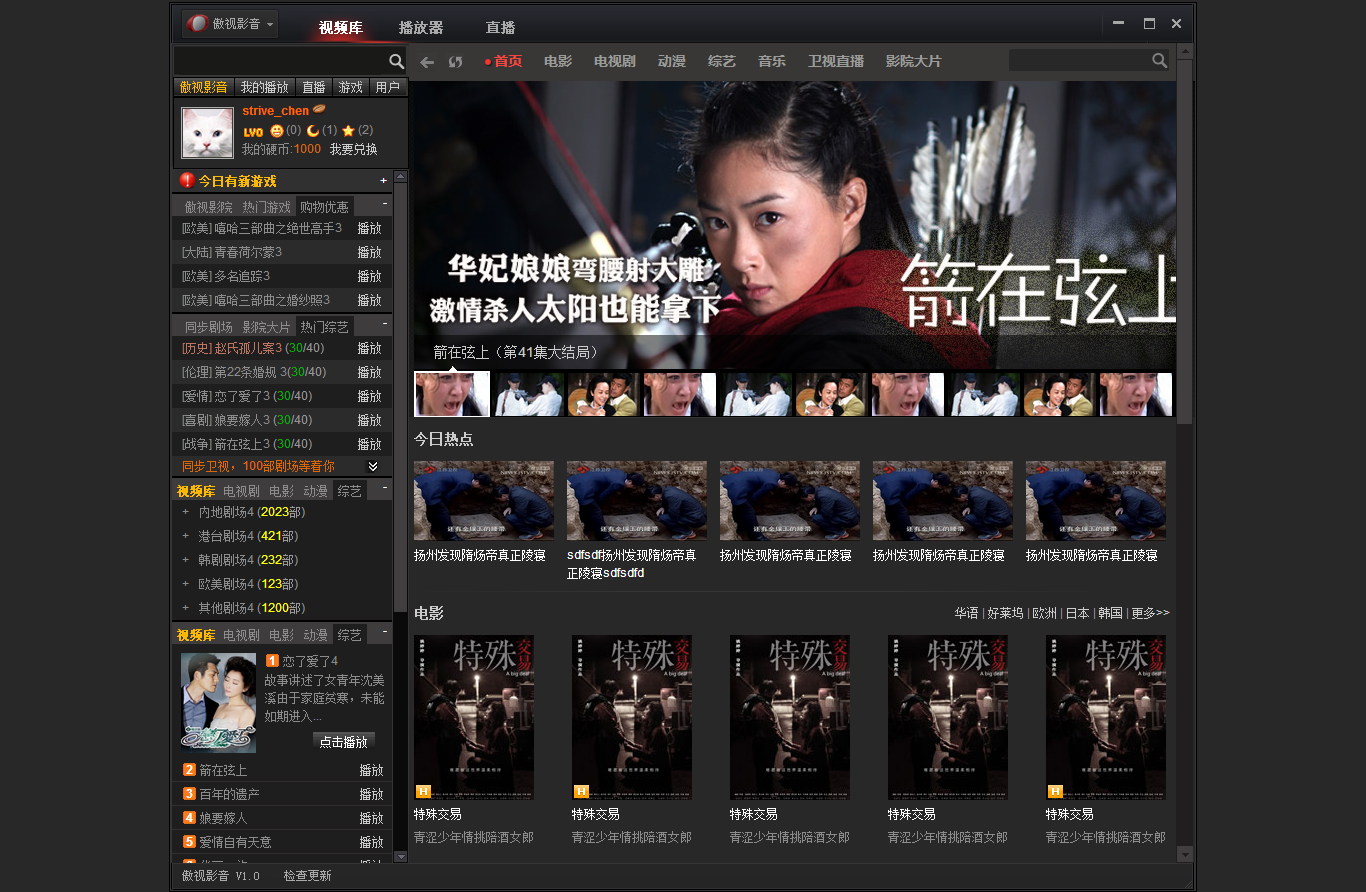 傲视影音
视频库 播放器 直播
首页 电影 电视剧 动漫 综艺 音乐 卫视直播 影院大片
傲视影音 我的播放 直播 游戏 用户
strive_chen
LV0 (0) (1) (2)
我的硬币:1000 我要兑换
今日有新游戏 +
傲视影院 热门游戏 购物优惠 -
[欧美] 嘻哈三部曲之绝世高手3 播放
[大陆] 青春荷尔蒙3 播放
[欧美] 多名追踪3 播放
[欧美] 嘻哈三部曲之婚纱照3 播放
同步剧场 影院大片 热门综艺 -
[历史] 赵氏孤儿案3 (30/40) 播放
[伦理] 第22条婚规 3(30/40) 播放
[爱情] 恋了爱了3 (30/40) 播放
[喜剧] 娘要嫁人3 (30/40) 播放
[战争] 箭在弦上3 (30/40) 播放
同步卫视，100部剧场等着你
视频库 电视剧 电影 动漫 综艺 -
+ 内地剧场4 (2023部)
+ 港台剧场4 (421部)
+ 韩剧剧场4 (232部)
+ 欧美剧场4 (123部)
+ 其他剧场4 (1200部)
视频库 电视剧 电影 动漫 综艺 -
1 恋了爱了4
故事讲述了女青年沈美
溪由于家庭贫寒，未能
如期进入...
点击播放
2 箭在弦上 播放
3 百年的遗产 播放
4 娘要嫁人 播放
5 爱情自有天意 播放
傲视影音 V1.0 检查更新
华妃娘娘弯腰射大雕
激情杀人太阳也能拿下
箭在弦上
箭在弦上（第41集大结局）
今日热点
扬州发现隋炀帝真正陵寝
sdfsdf扬州发现隋炀帝真
正陵寝sdfsdfd
扬州发现隋炀帝真正陵寝
扬州发现隋炀帝真正陵寝
扬州发现隋炀帝真正陵寝
电影
华语 | 好莱坞 | 欧洲 | 日本 | 韩国 | 更多>>
特殊交易 A big deal
特殊交易 A big deal
特殊交易 A big deal
特殊交易 A big deal
特殊交易 A big deal
H H H
特殊交易 特殊交易 特殊交易 特殊交易 特殊交易
青涩少年情挑陪酒女郎 青涩少年情挑陪酒女郎 青涩少年情挑陪酒女郎 青涩少年情挑陪酒女郎 青涩少年情挑陪酒女郎